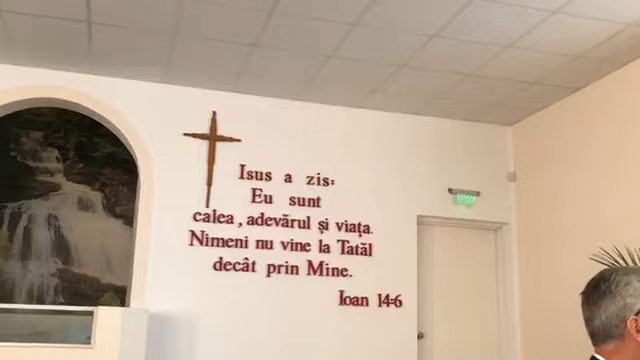 Isus a zis:
Eu sunt
calea, adevărul și viața.
Nimeni nu vine la Tatăl
decât prin Mine.
Ioan 14:6